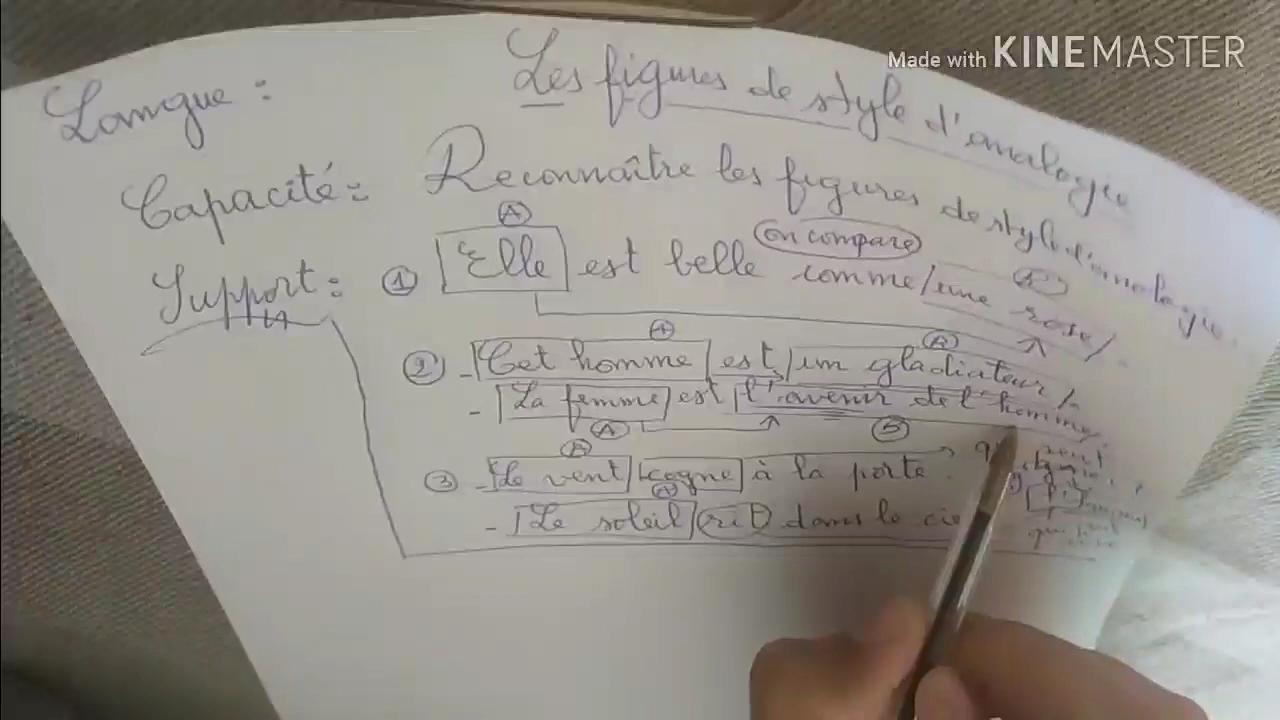 Made with KINEMASTER
Langue : Les figures de style d'analogie
Capacité : Reconnaître les figures de style d'analogie.
A
Support : ① Elle est belle comme / une rose / .
on compare
A A
② - Cet homme est / un gladiateur / .
- La femme est l'avenir de l'homme / .
A B
A
③ - Le vent cogne à la porte .
A
- Le soleil rit dans le